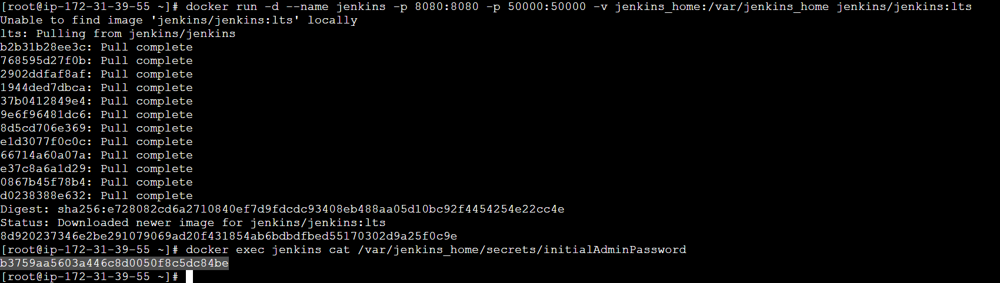 [root@ip-172-31-39-55 ~]# docker run -d --name jenkins -p 8080:8080 -p 50000:50000 -v jenkins_home:/var/jenkins_home jenkins/jenkins:lts
Unable to find image 'jenkins/jenkins:lts' locally
lts: Pulling from jenkins/jenkins
b2b31b28ee3c: Pull complete
768595d27f0b: Pull complete
2902ddfaf8af: Pull complete
1944ded7dbca: Pull complete
37b0412849e4: Pull complete
9e6f96481dc6: Pull complete
8d5cd706e369: Pull complete
e1d3077f0c0c: Pull complete
66714a60a07a: Pull complete
e37c8a6a1d29: Pull complete
0867b45f78b4: Pull complete
d0238388e632: Pull complete
Digest: sha256:e728082cd6a2710840ef7d9fdcdc93408eb488aa05d10bc92f4454254e22cc4e
Status: Downloaded newer image for jenkins/jenkins:lts
8d920237346e2be291079069ad20f431854ab6bdbdfbed55170302d9a25f0c9e
[root@ip-172-31-39-55 ~]# docker exec jenkins cat /var/jenkins_home/secrets/initialAdminPassword
b3759aa5603a446c8d0050f8c5dc84be
[root@ip-172-31-39-55 ~]#